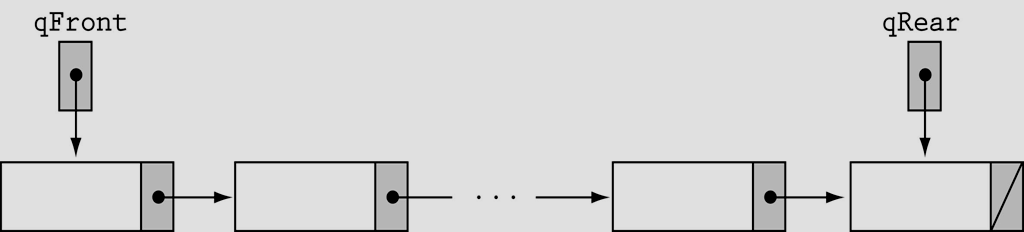 qFront
qRear
. . .